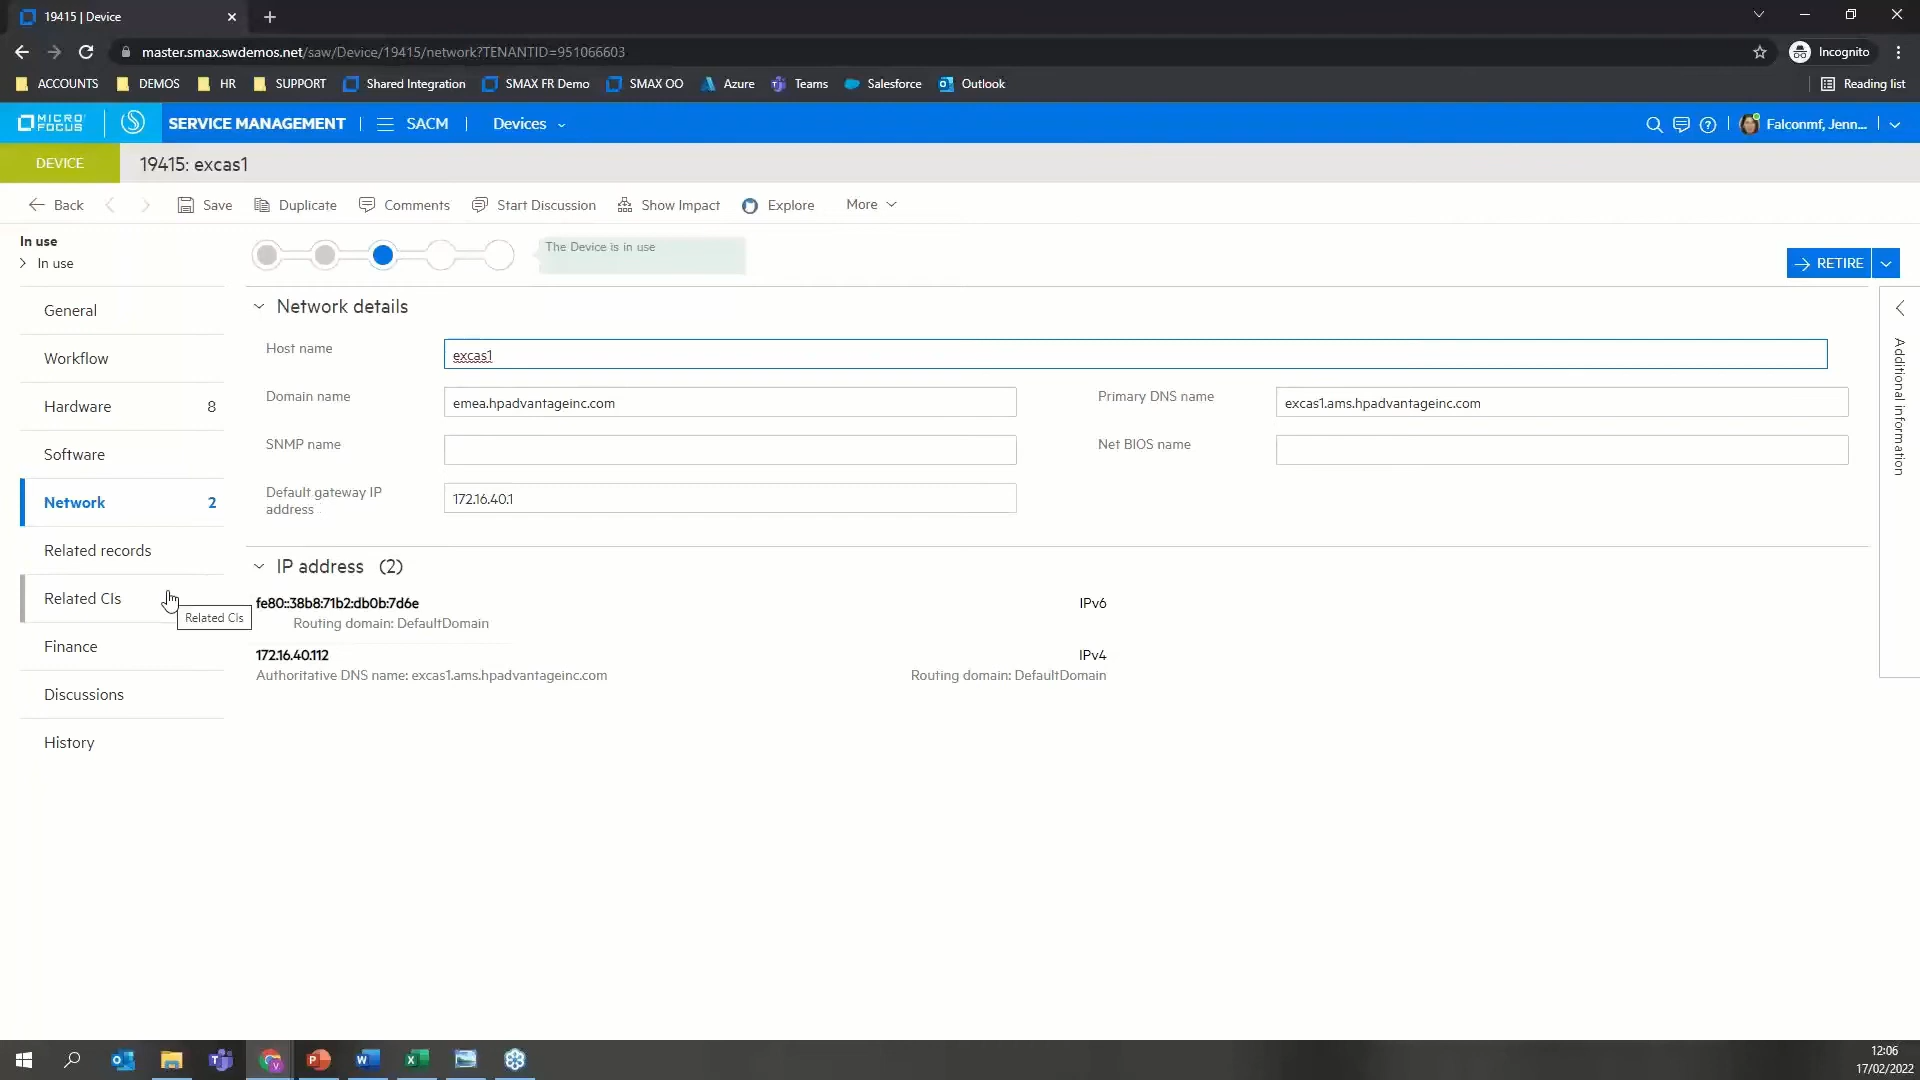 19415 | Device
master.smax.swdemos.net/saw/Device/19415/network?TENANTID=951066603
Incognito
ACCOUNTS
DEMOS
HR
SUPPORT
Shared Integration
SMAX FR Demo
SMAX OO
Azure
Teams
Salesforce
Outlook
Reading list
MICRO FOCUS
SERVICE MANAGEMENT
SACM
Devices
Falconmf, Jenn...
DEVICE
19415: excas1
Back
Save
Duplicate
Comments
Start Discussion
Show Impact
Explore
More
In use
In use
The Device is in use
RETIRE
General
Workflow
Hardware 8
Software
Network 2
Related records
Related CIs
Related CIs
Finance
Discussions
History
Network details
Host name
excas1
Domain name
emea.hpadvantageinc.com
Primary DNS name
excas1.ams.hpadvantageinc.com
SNMP name
Net BIOS name
Default gateway IP
address
172.16.40.1
IP address (2)
fe80::38b8:71b2:db0b:7d6e
IPv6
Routing domain: DefaultDomain
172.16.40.112
IPv4
Authoritative DNS name: excas1.ams.hpadvantageinc.com
Routing domain: DefaultDomain
Additional information
12:06
17/02/2022